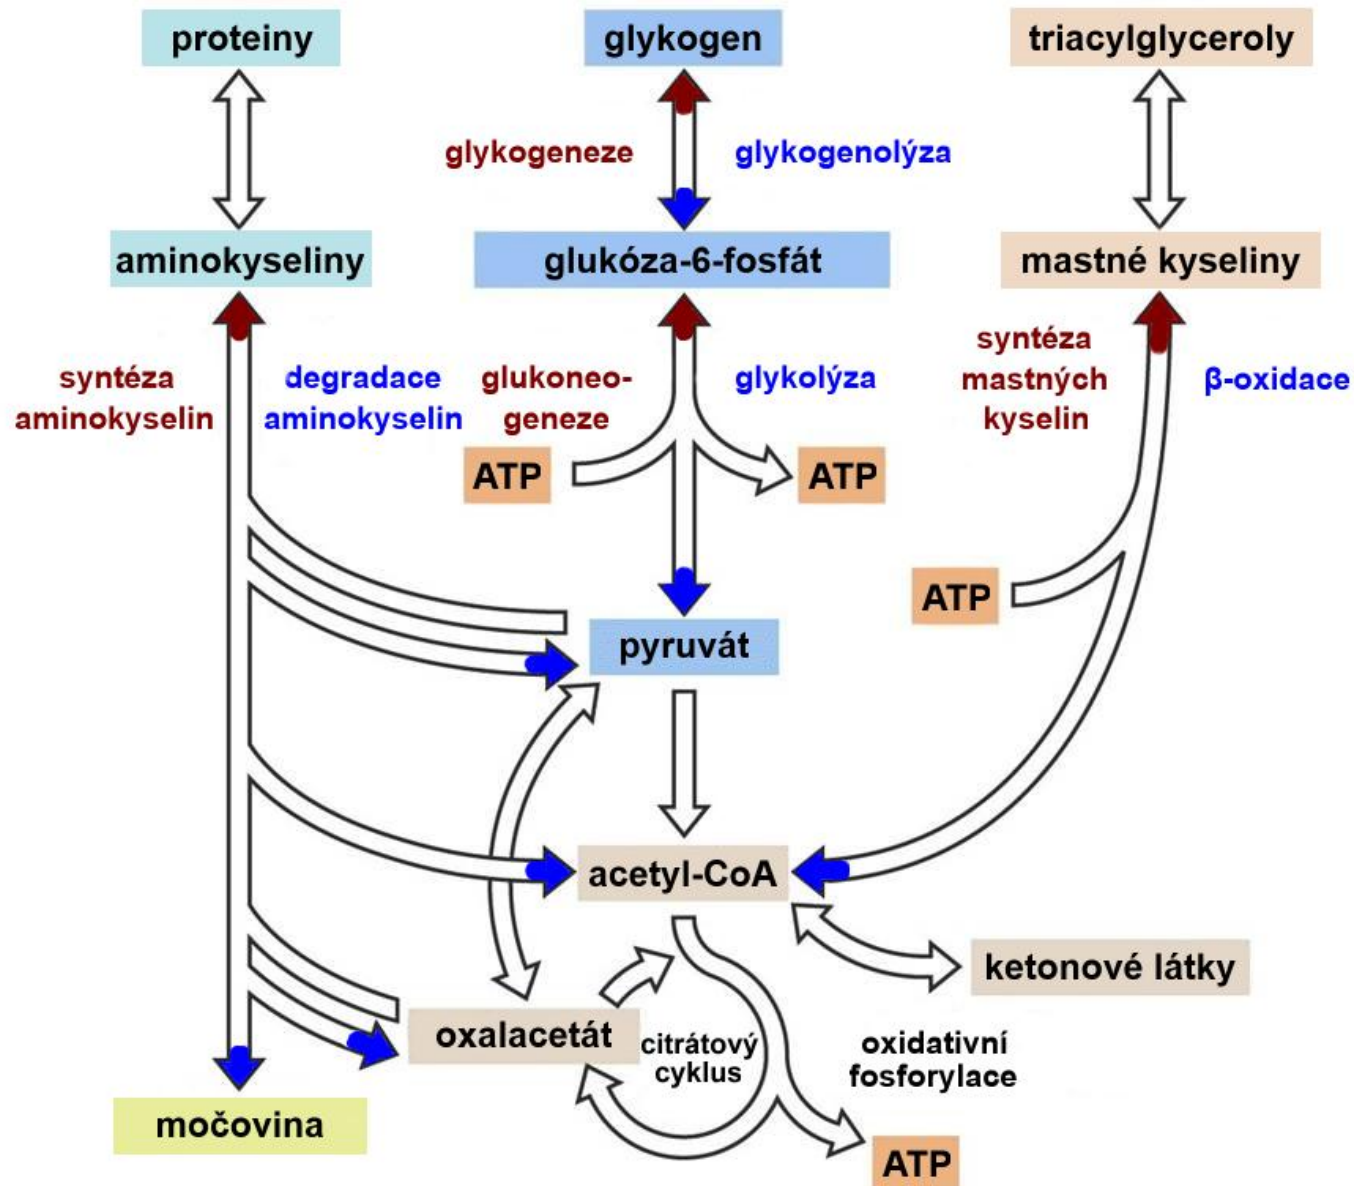 proteiny
glykogen
triacylglyceroly
glykogeneze
glykogenolýza
aminokyseliny
glukóza-6-fosfát
mastné kyseliny
syntéza
aminokyselin
degradace
aminokyselin
glukoneo-
geneze
glykolýza
syntéza
mastných
kyselin
β-oxidace
ATP
ATP
ATP
pyruvát
acetyl-CoA
ketonové látky
oxalacetát
citrátový
cyklus
oxidativní
fosforylace
močovina
ATP